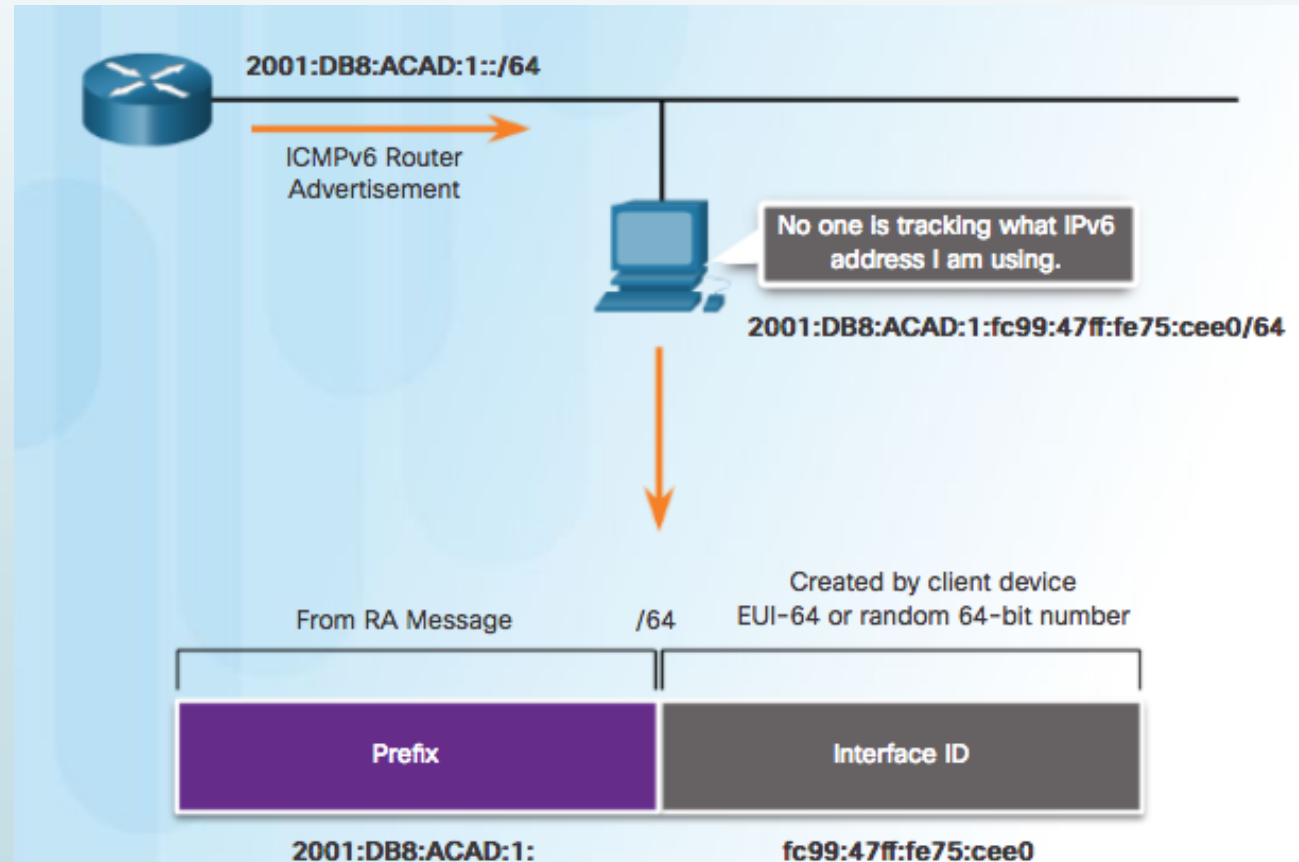 2001:DB8:ACAD:1::/64
ICMPv6 Router
Advertisement
No one is tracking what IPv6
address I am using.
2001:DB8:ACAD:1:fc99:47ff:fe75:cee0/64
Created by client device
From RA Message /64 EUI-64 or random 64-bit number
Prefix Interface ID
2001:DB8:ACAD:1: fc99:47ff:fe75:cee0